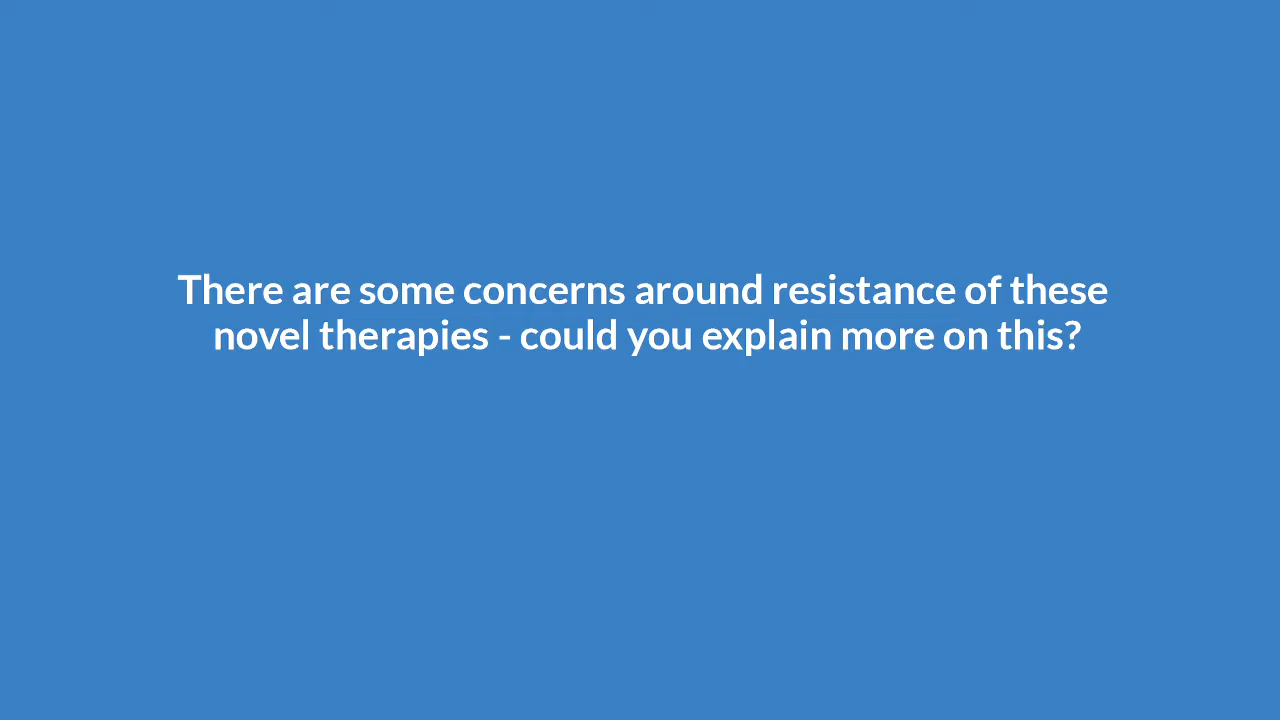 There are some concerns around resistance of these
novel therapies - could you explain more on this?